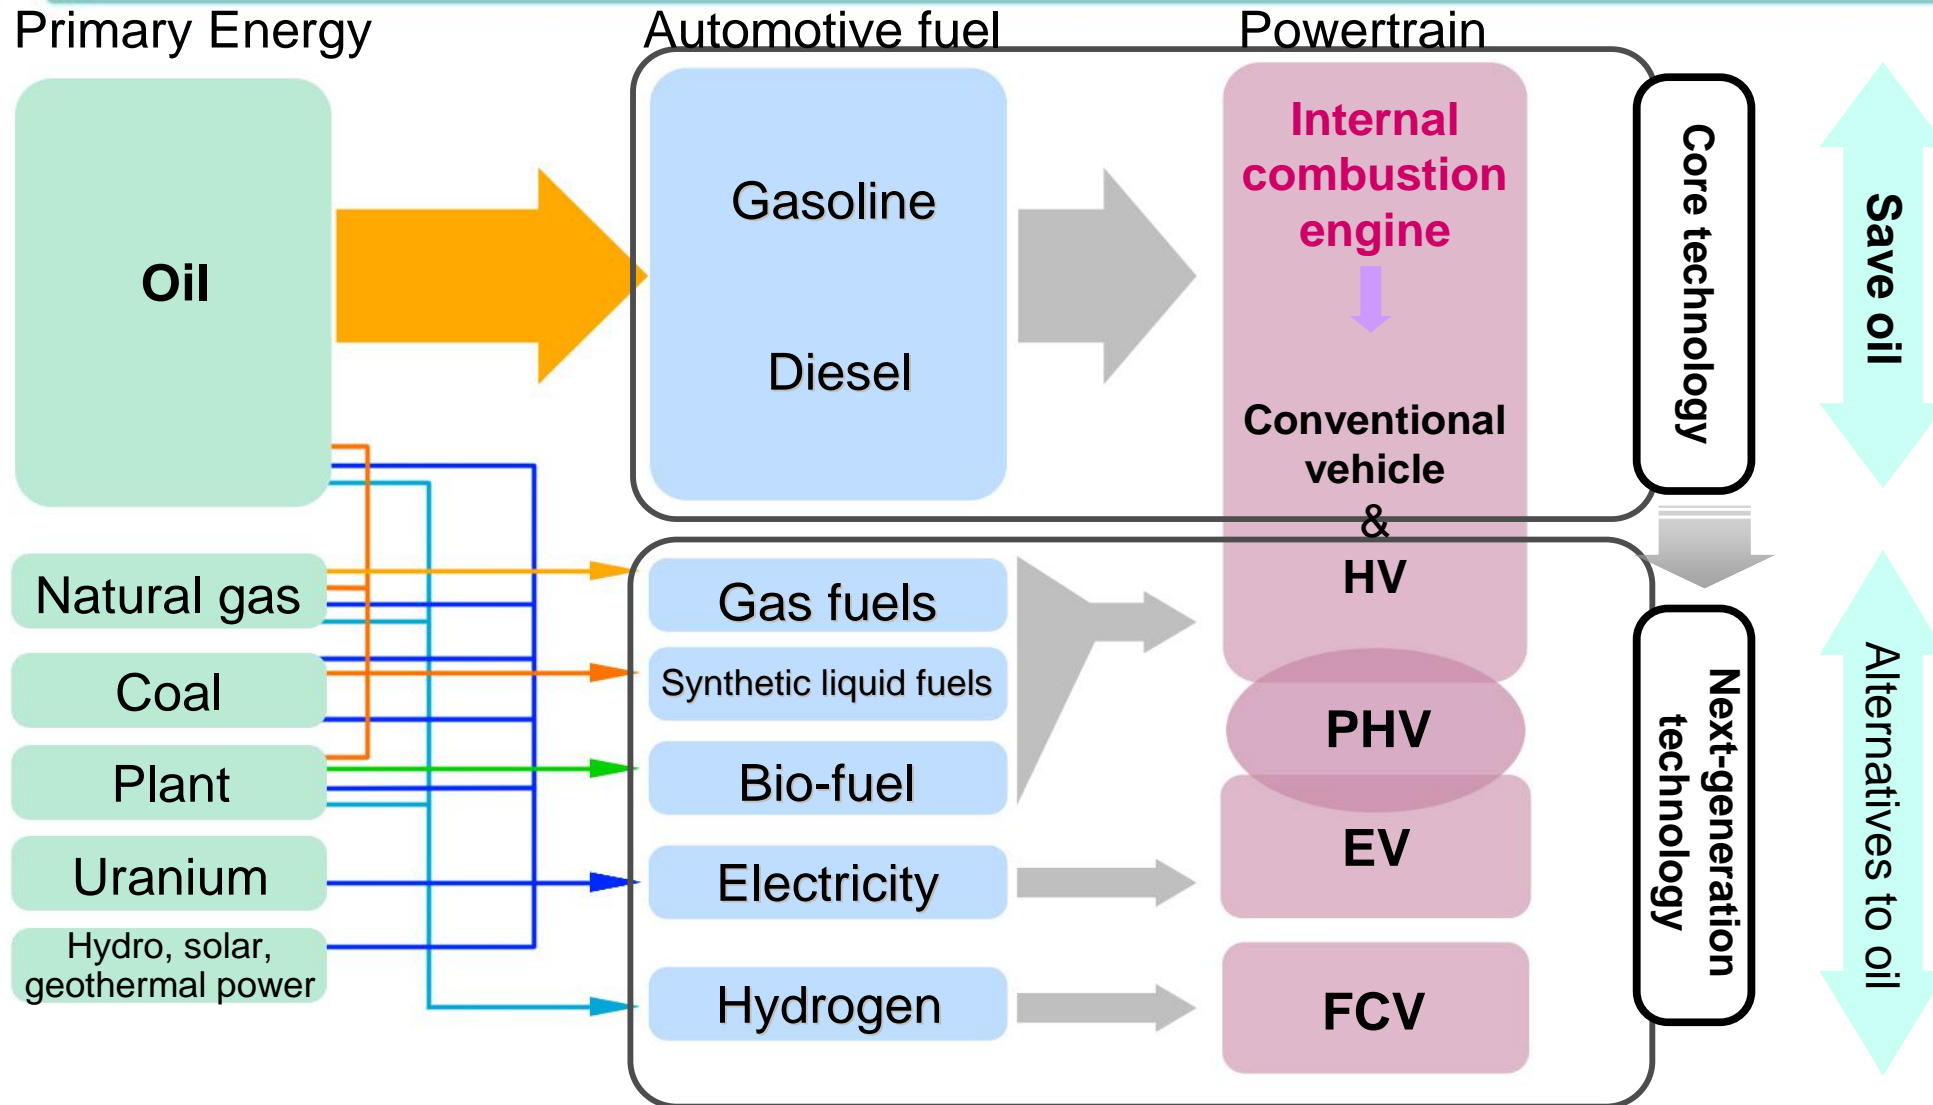 Primary Energy
Automotive fuel
Powertrain
Oil
Gasoline
Diesel
Internal
combustion
engine
Conventional
vehicle
&
HV
Core technology
Save oil
Natural gas
Coal
Plant
Uranium
Hydro, solar,
geothermal power
Gas fuels
Synthetic liquid fuels
Bio-fuel
Electricity
Hydrogen
PHV
EV
FCV
Next-generation
technology
Alternatives to oil